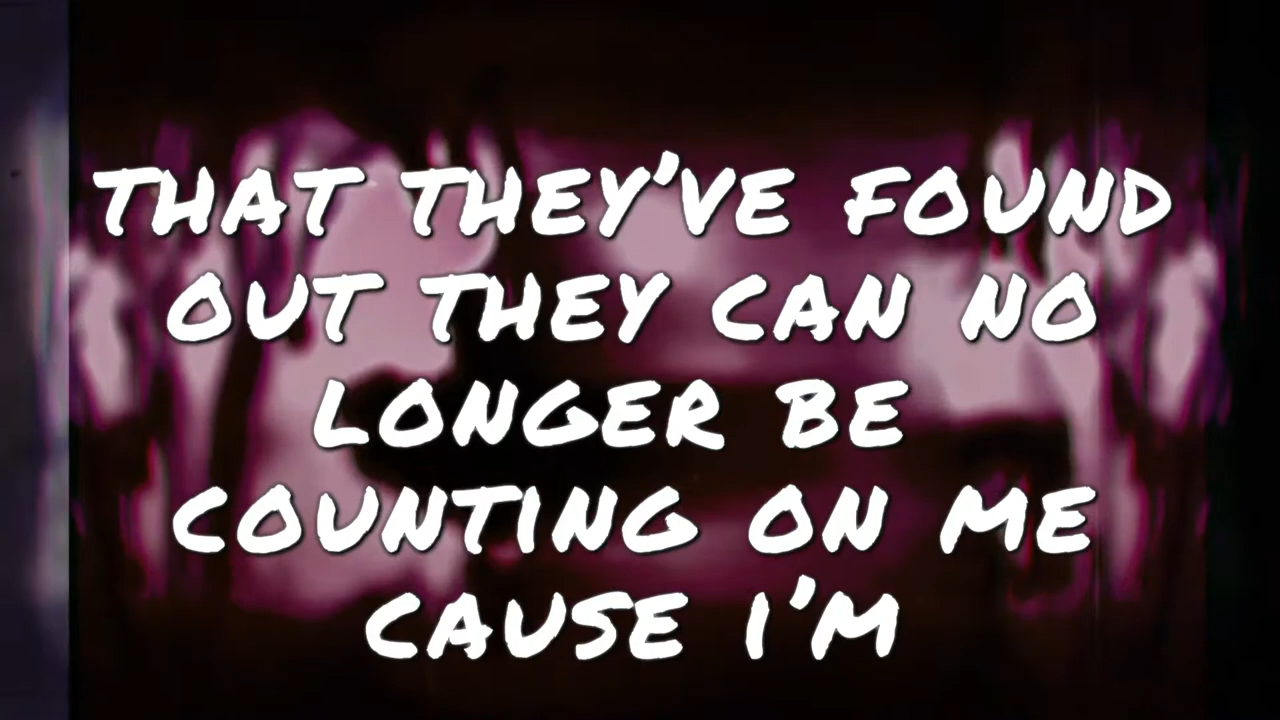 THAT THEY'VE FOUND
OUT THEY CAN NO
LONGER BE
COUNTING ON ME
CAUSE I'M